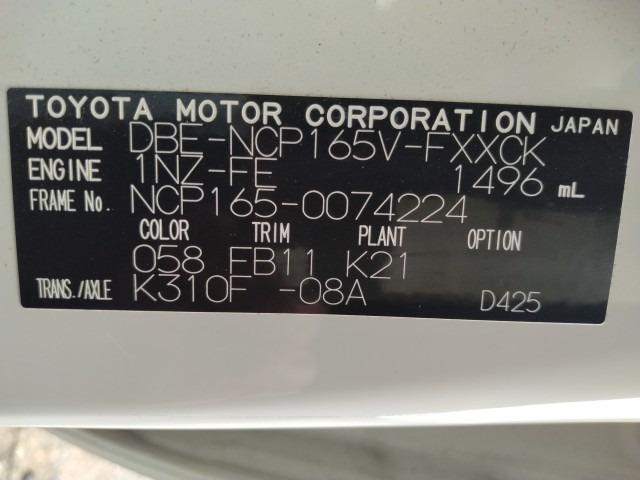 TOYOTA MOTOR CORPORATION JAPAN
MODEL DBE-NCP165V-FXXCK
ENGINE 1NZ-FE 1496 mL
FRAME No. NCP165-0074224
COLOR TRIM PLANT OPTION
058 FB11 K21
TRANS./AXLE K310F -08A D425